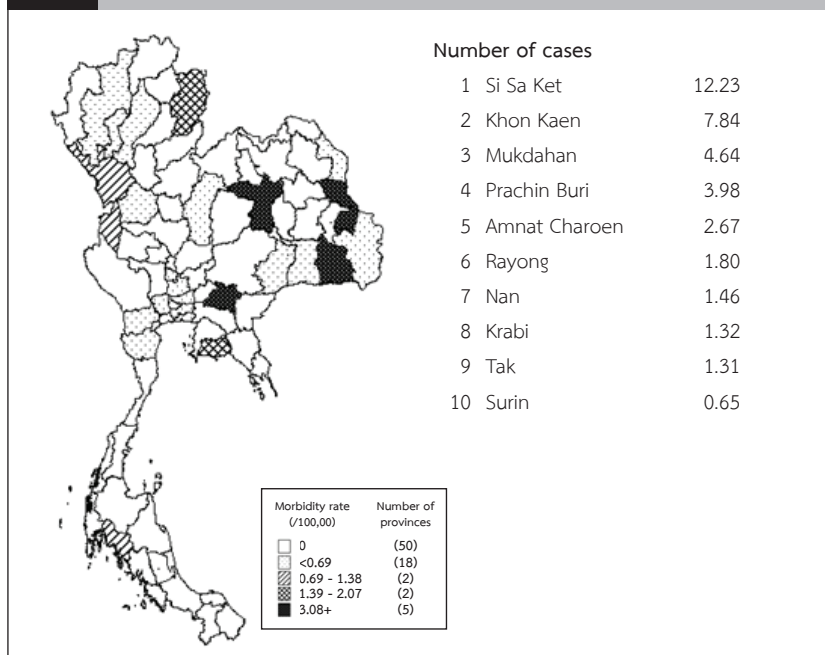 Number of cases
1 Si Sa Ket 12.23
2 Khon Kaen 7.84
3 Mukdahan 4.64
4 Prachin Buri 3.98
5 Amnat Charoen 2.67
6 Rayong 1.80
7 Nan 1.46
8 Krabi 1.32
9 Tak 1.31
10 Surin 0.65
Morbidity rate Number of
(/100,00) provinces
0 (50)
<0.69 (18)
0.69 - 1.38 (2)
1.39 - 2.07 (2)
3.08+ (5)